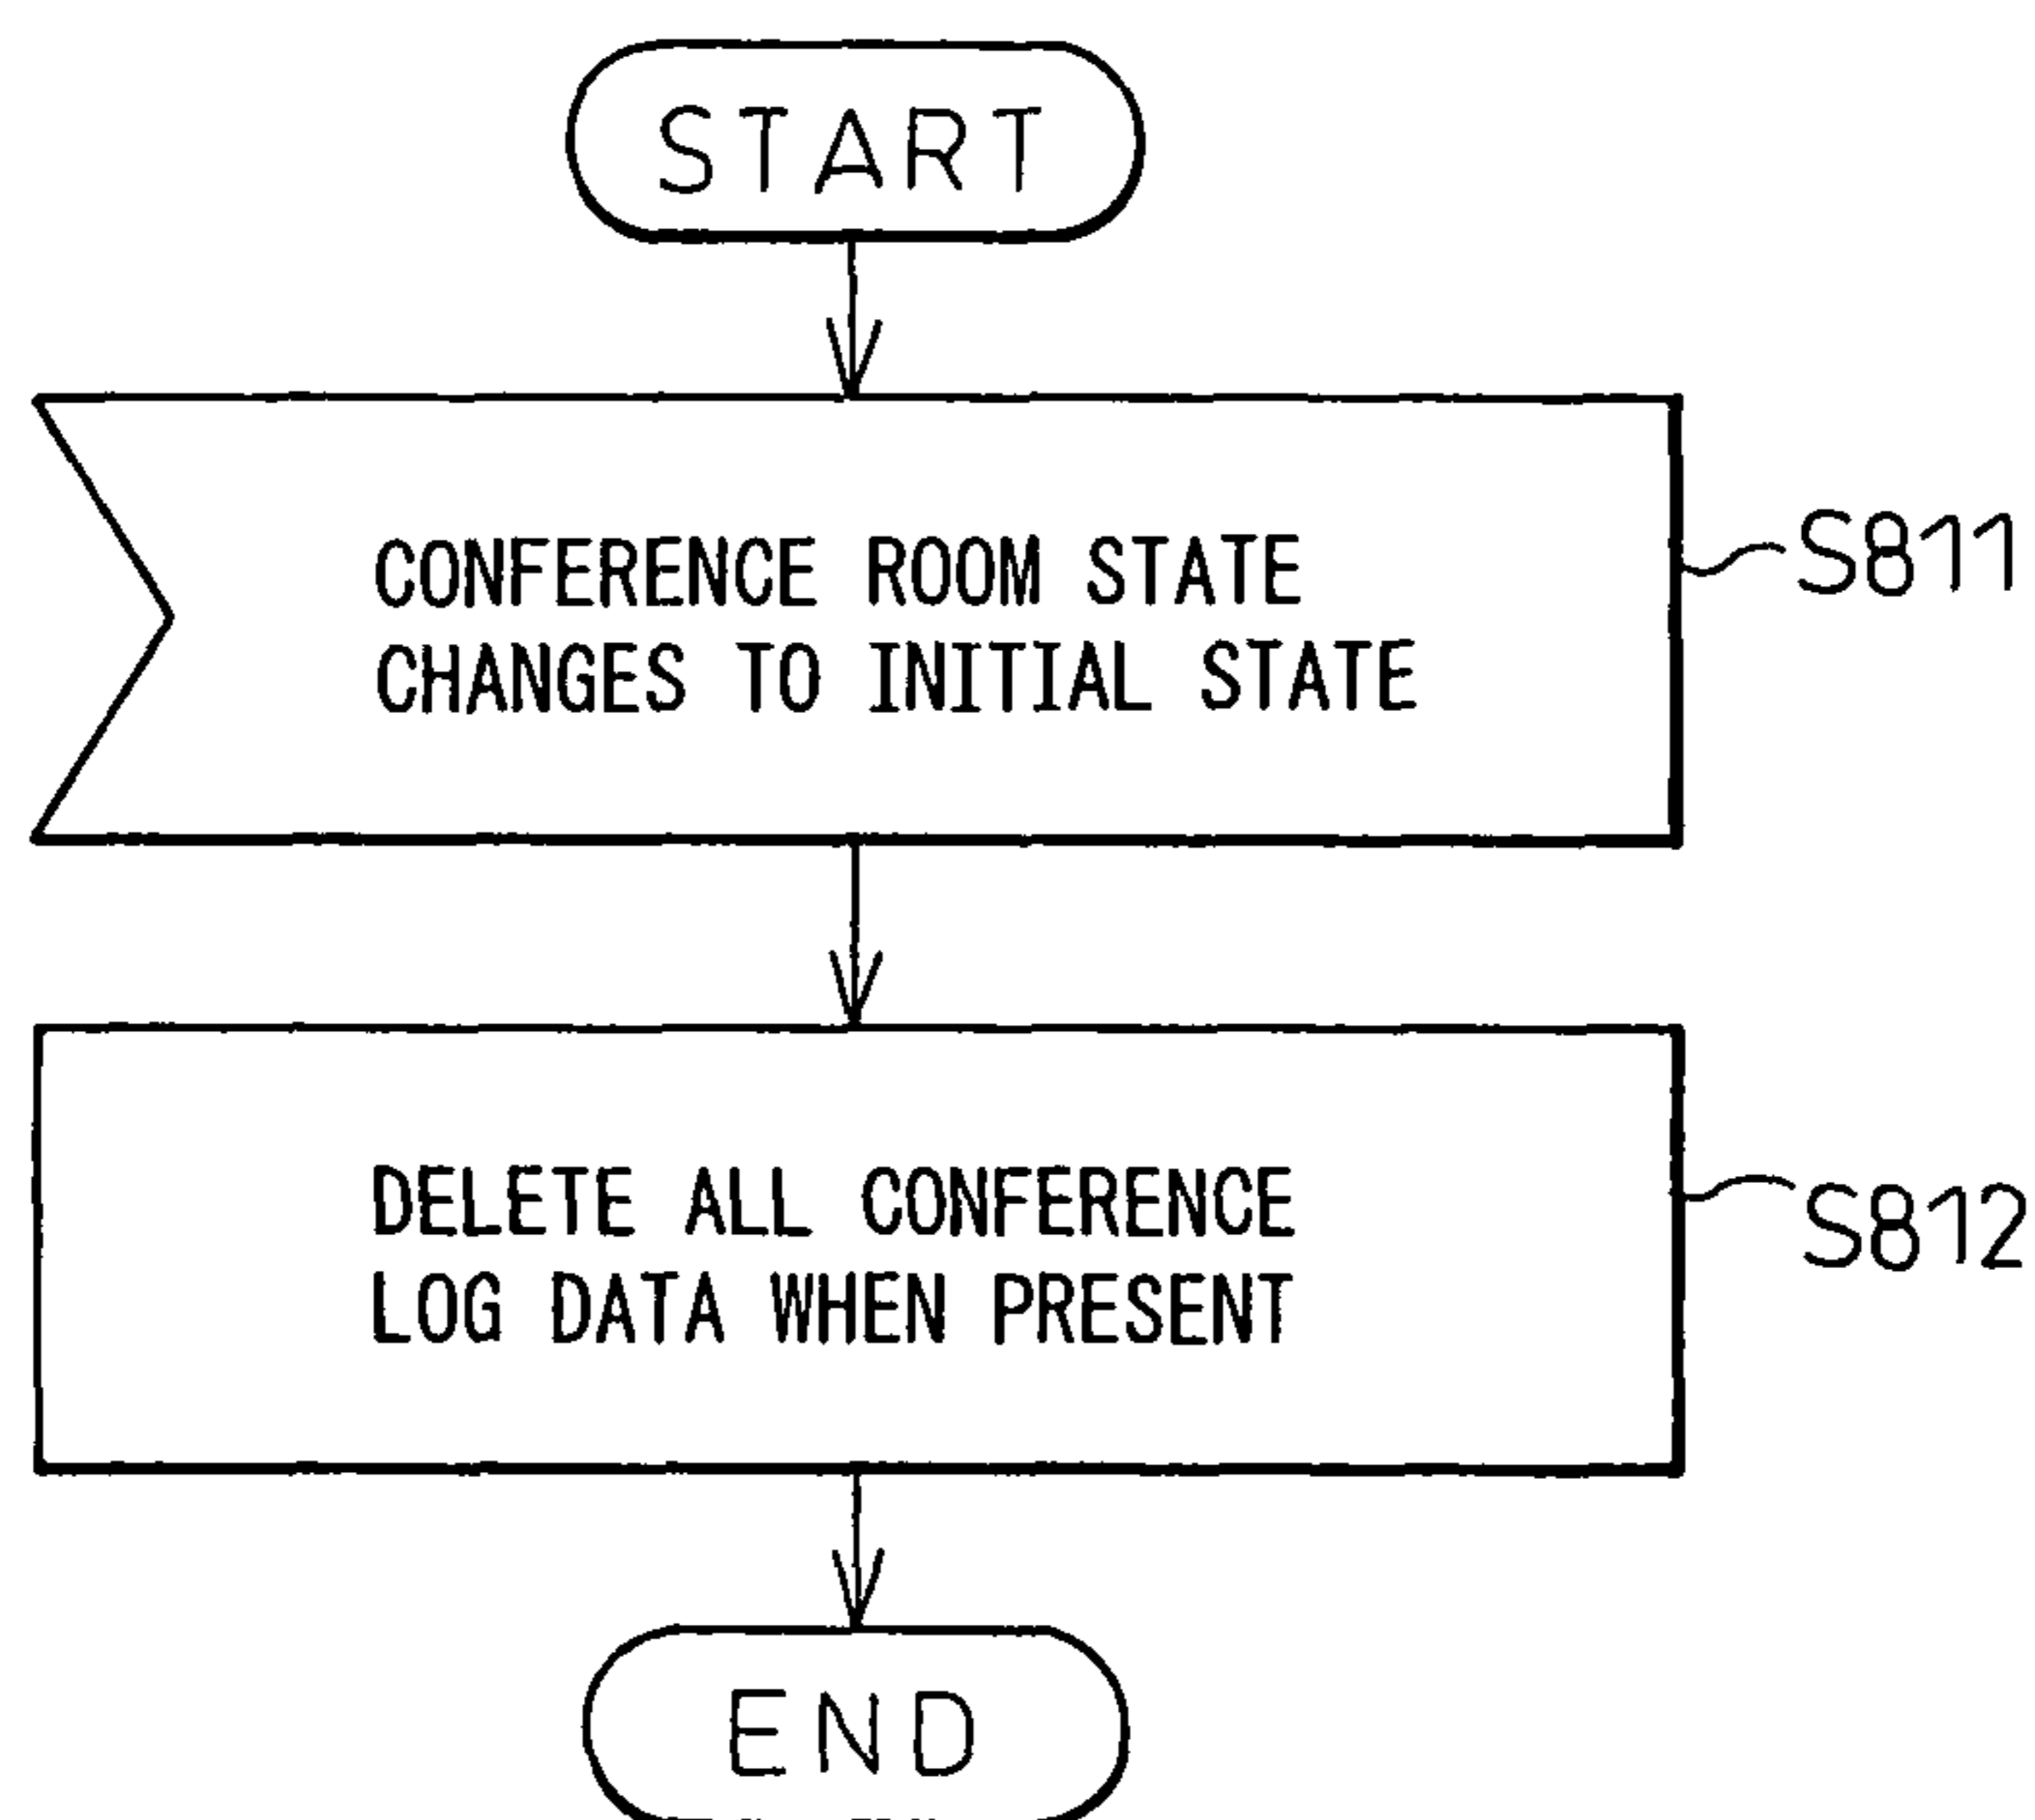 START
CONFERENCE ROOM STATE
CHANGES TO INITIAL STATE
S811
DELETE ALL CONFERENCE
LOG DATA WHEN PRESENT
S812
END